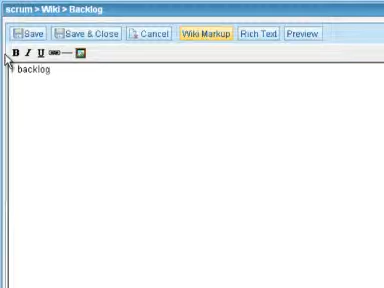 scrum > Wiki > Backlog
Save Save & Close Cancel Wiki Markup Rich Text Preview
B I U
backlog